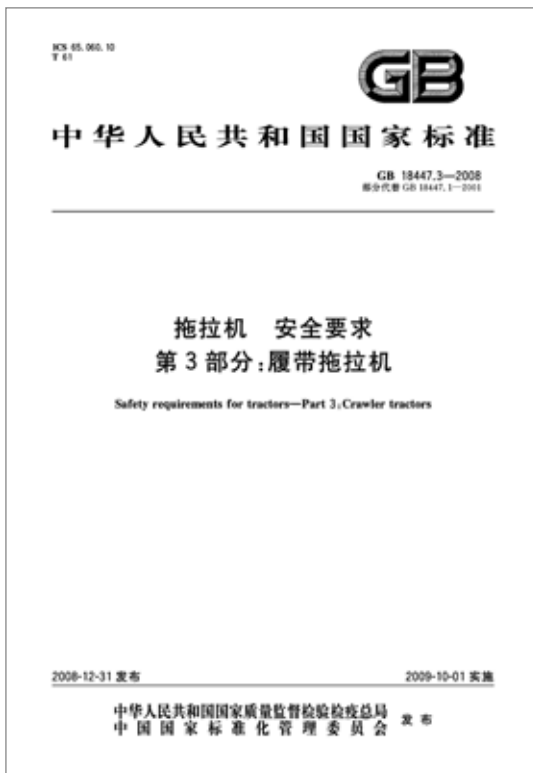 ICS 65.060.10
T 61
GB
中华人民共和国国家标准
GB 18447.3—2008
部分代替 GB 18447.1—2001
拖拉机 安全要求
第3部分:履带拖拉机
Safety requirements for tractors—Part 3:Crawler tractors
2008-12-31 发布
2009-10-01 实施
中华人民共和国国家质量监督检验检疫总局
中国国家标准化管理委员会
发布